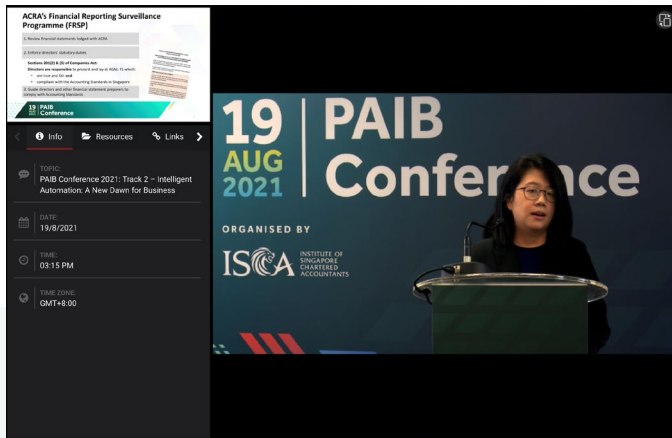 ACRA's Financial Reporting Surveillance
Programme (FRSP)
1. Review financial statements lodged with ACRA
2. Enforce directors' statutory duties
Sections 201(2) & (5) of Companies Act:
Directors are responsible to present and lay at AGM, FS which:
• are true and fair and
• compliant with the Accounting Standards in Singapore
3. Guide directors and other financial statement preparers to
comply with Accounting Standards
19 PAIB
Conference
Info
Resources
Links
TOPIC:
PAIB Conference 2021: Track 2 – Intelligent
Automation: A New Dawn for Business
DATE:
19/8/2021
TIME:
03:15 PM
TIME ZONE:
GMT+8:00
19 PAIB
AUG
2021
Confer nce
ORGANISED BY
ISCA
INSTITUTE OF
SINGAPORE
CHARTERED
ACCOUNTANTS